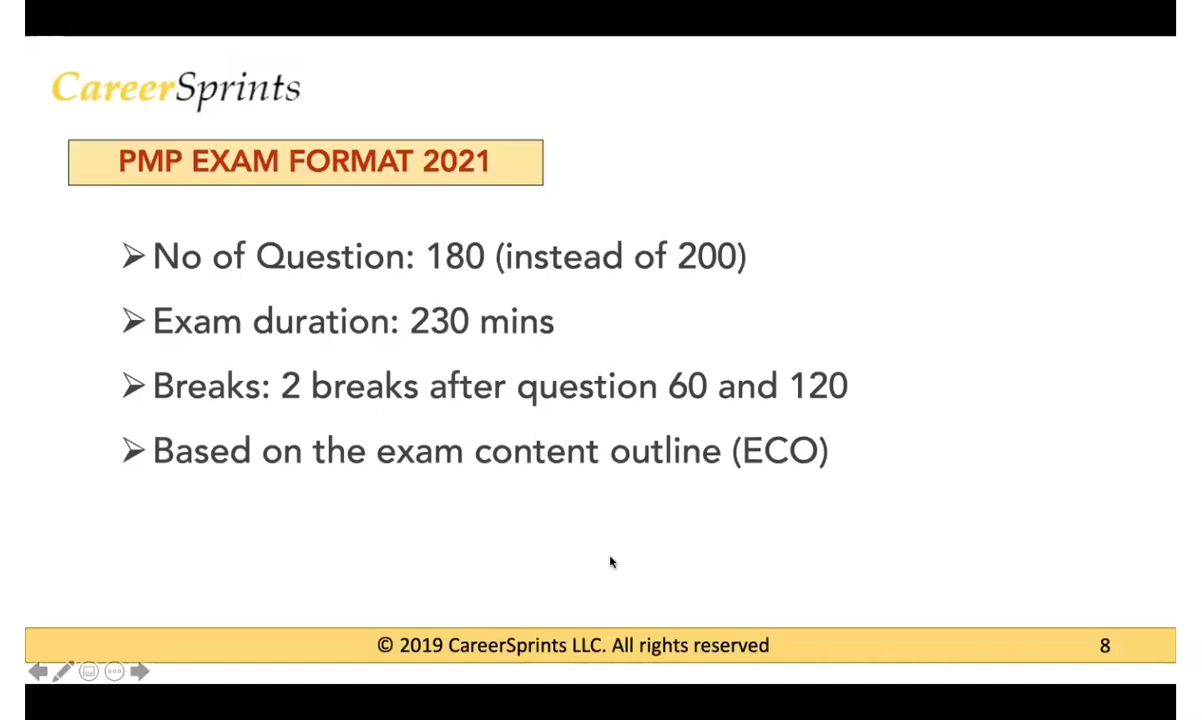 CareerSprints
PMP EXAM FORMAT 2021
➢ No of Question: 180 (instead of 200)
➢ Exam duration: 230 mins
➢ Breaks: 2 breaks after question 60 and 120
➢ Based on the exam content outline (ECO)
© 2019 CareerSprints LLC. All rights reserved
8